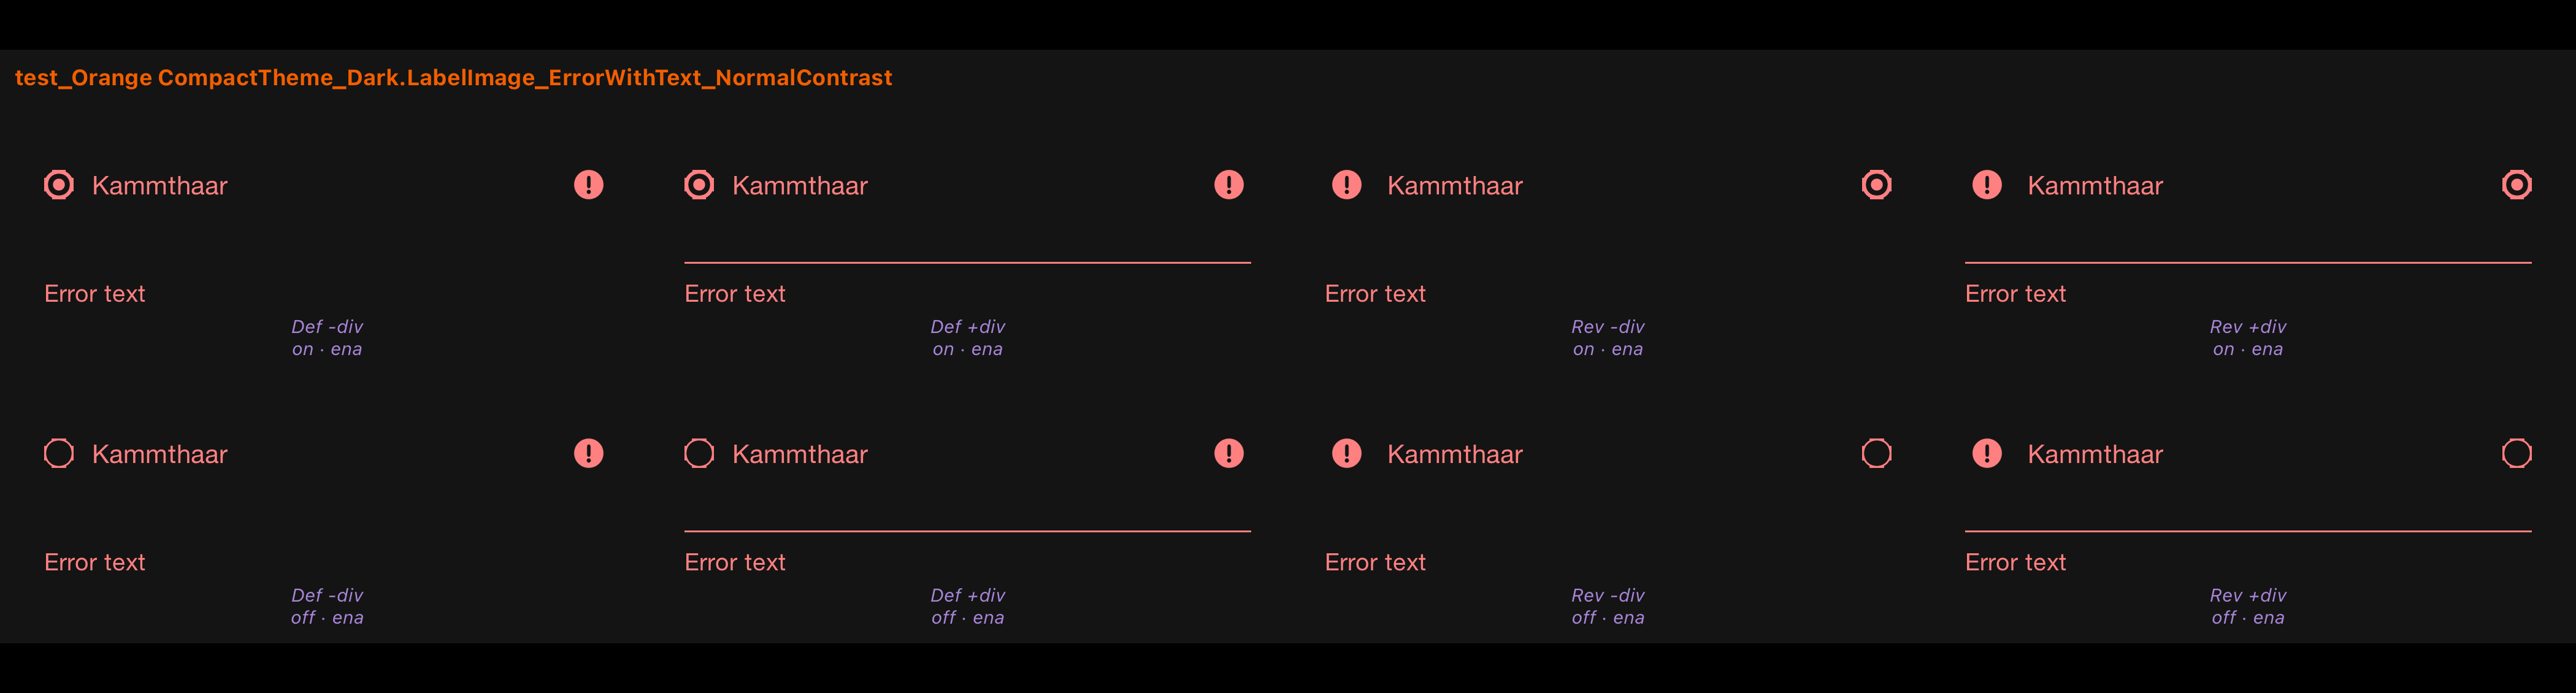 test_Orange CompactTheme_Dark.LabelImage_ErrorWithText_NormalContrast
Kammthaar
Kammthaar
Kammthaar
Kammthaar
Error text
Error text
Error text
Error text
Def -div
on · ena
Def +div
on · ena
Rev -div
on · ena
Rev +div
on · ena
Kammthaar
Kammthaar
Kammthaar
Kammthaar
Error text
Error text
Error text
Error text
Def -div
off · ena
Def +div
off · ena
Rev -div
off · ena
Rev +div
off · ena